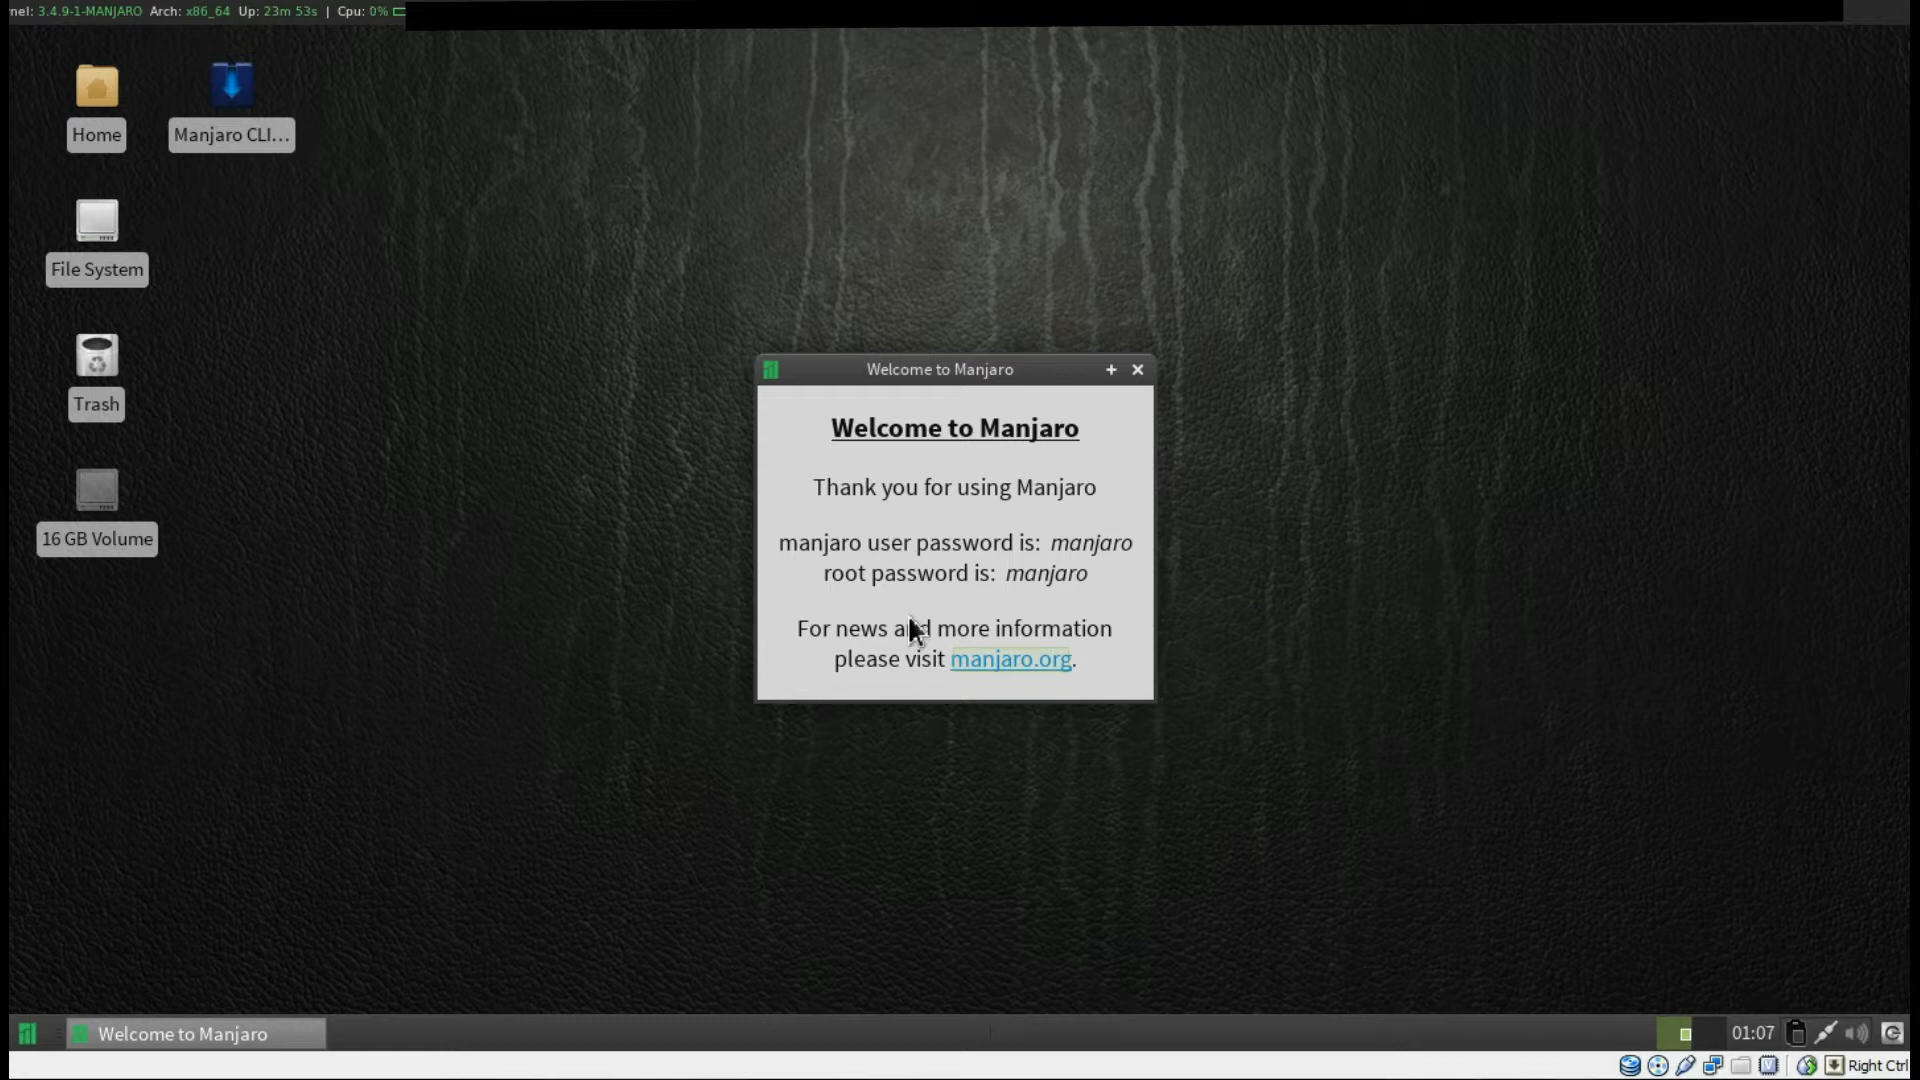 nel: 3.4.9-1-MANJARO Arch: x86_64 Up: 23m 53s | Cpu: 0%
Home
Manjaro CLI...
File System
Trash
16 GB Volume
Welcome to Manjaro
Welcome to Manjaro
Thank you for using Manjaro
manjaro user password is: manjaro
root password is: manjaro
For news and more information
please visit manjaro.org.
Welcome to Manjaro
01:07
Right Ctrl